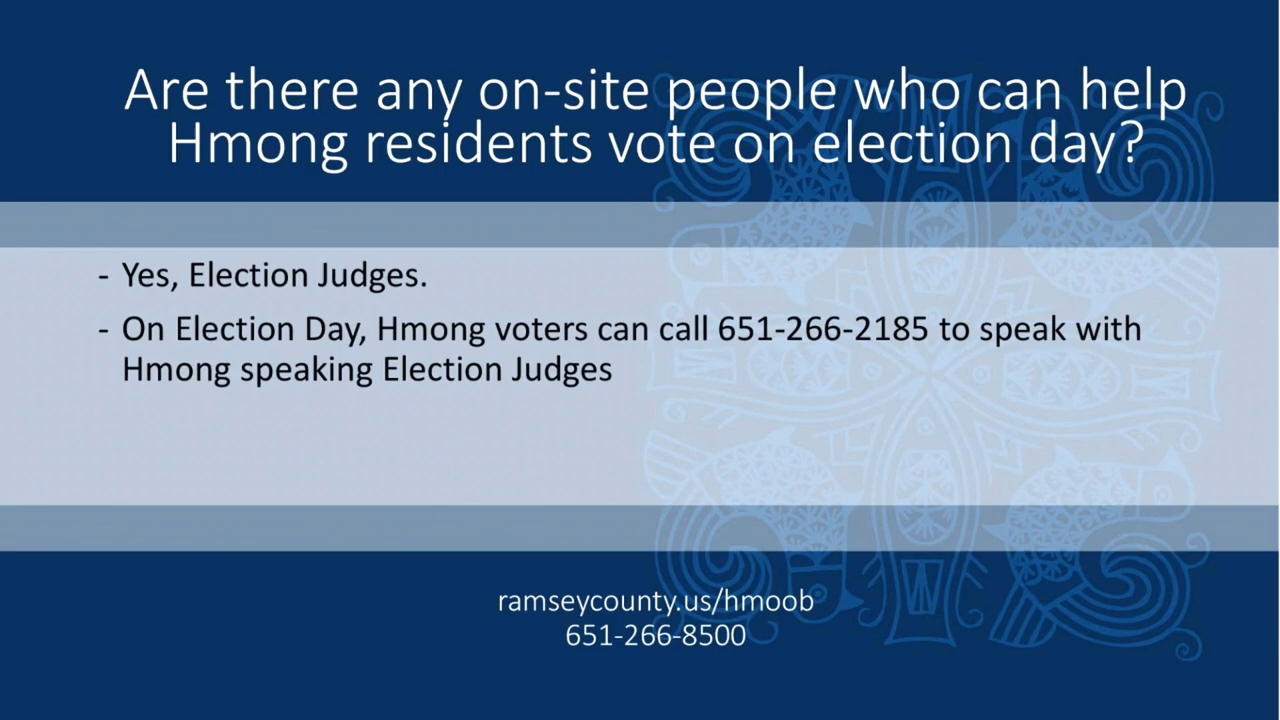 Are there any on-site people who can help
Hmong residents vote on election day?
- Yes, Election Judges.
- On Election Day, Hmong voters can call 651-266-2185 to speak with
Hmong speaking Election Judges
ramseycounty.us/hmoob
651-266-8500